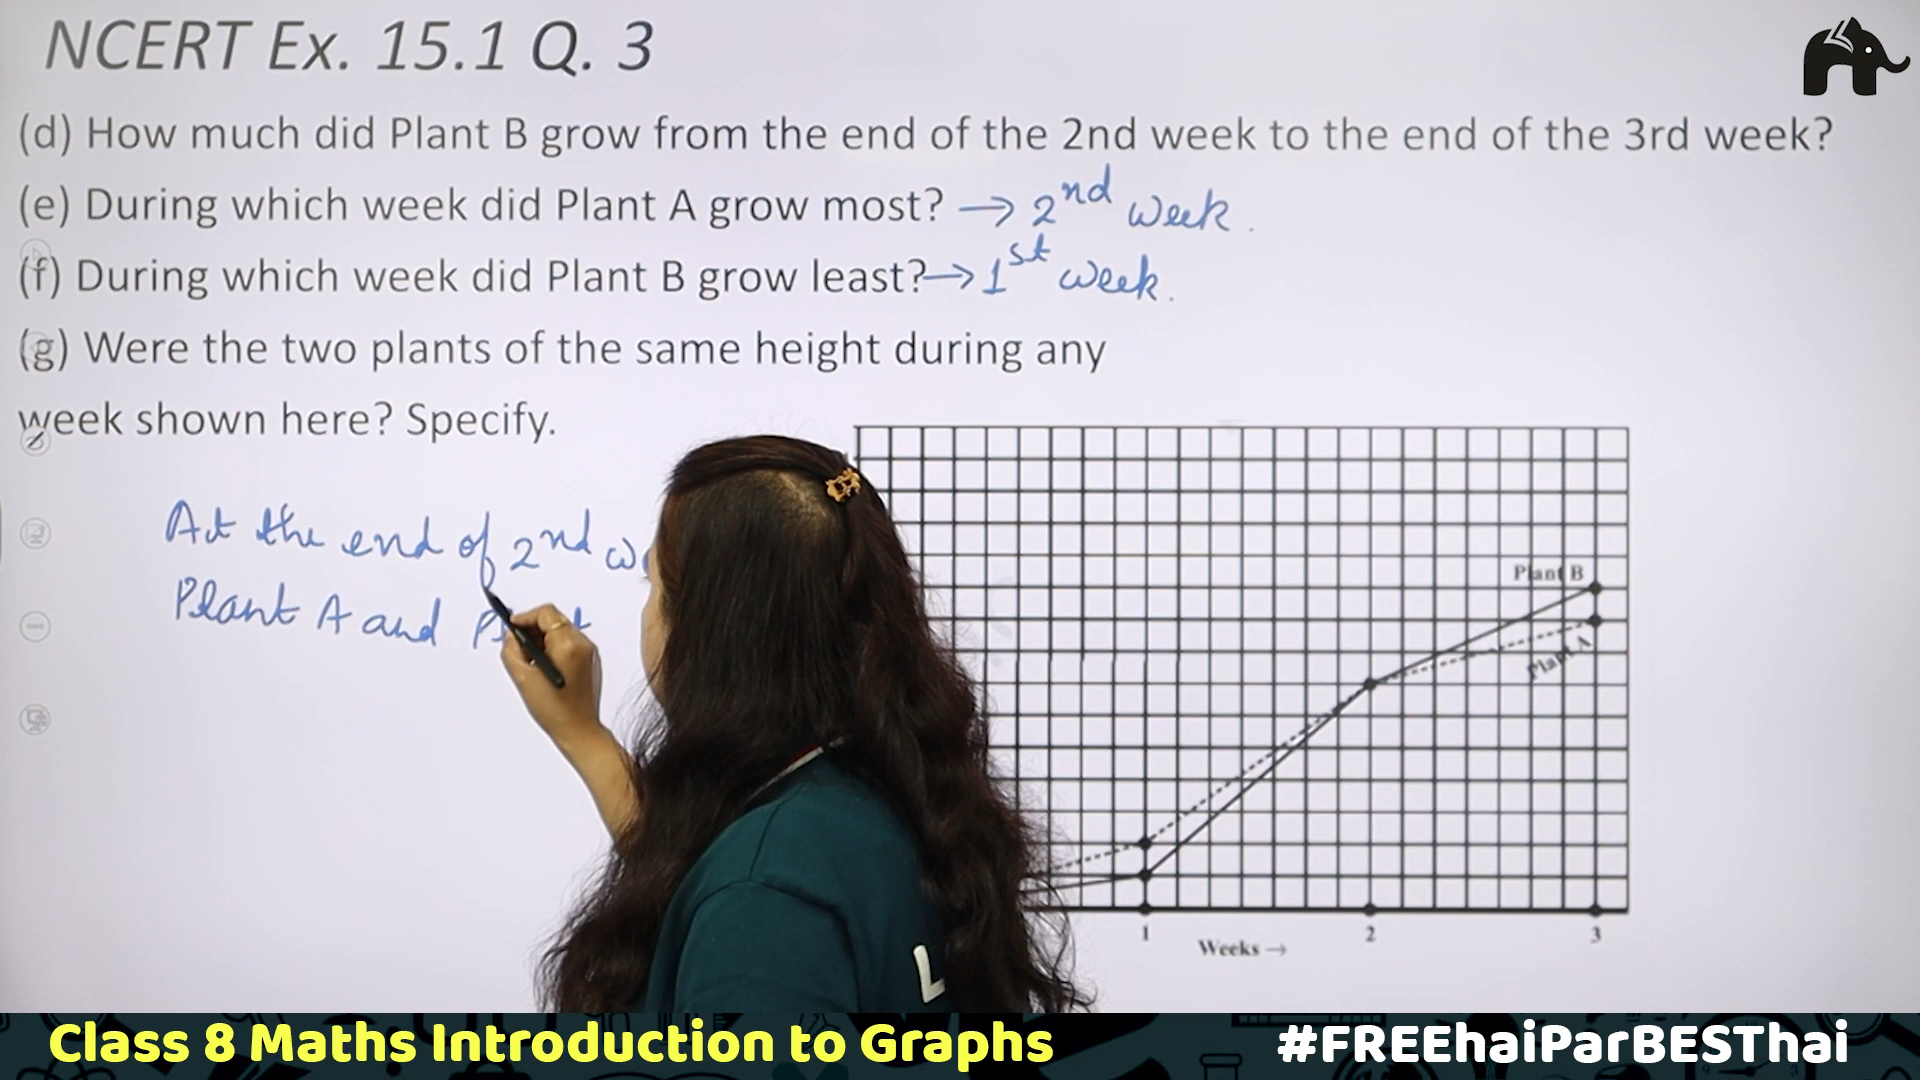 NCERT Ex. 15.1 Q. 3
(d) How much did Plant B grow from the end of the 2nd week to the end of the 3rd week?
(e) During which week did Plant A grow most? → 2nd week.
(f) During which week did Plant B grow least? → 1st week.
(g) Were the two plants of the same height during any
week shown here? Specify.
At the end of 2nd
Plant A and
Plant B
Plant A
1 2 3
Weeks →
L
Class 8 Maths Introduction to Graphs #FREEhaiParBESThai